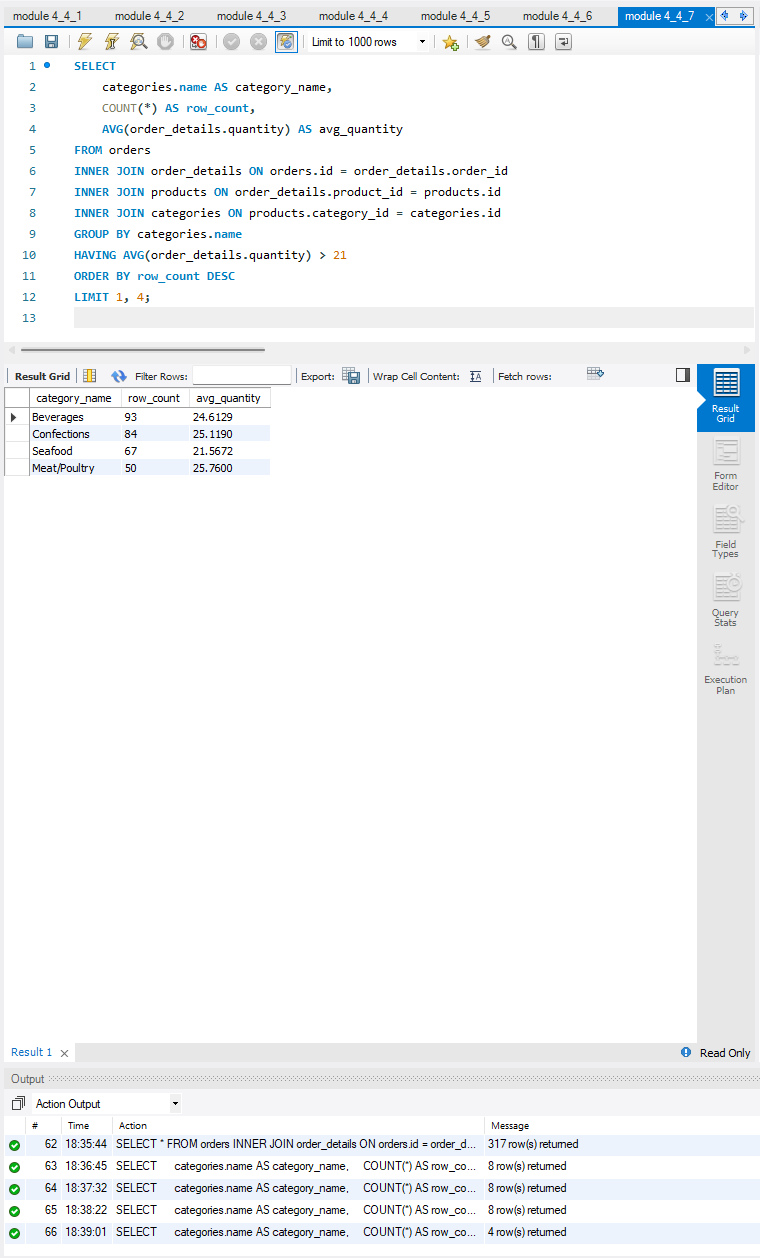 module 4_4_1 module 4_4_2 module 4_4_3 module 4_4_4 module 4_4_5 module 4_4_6 module 4_4_7
Limit to 1000 rows
1 SELECT
2 categories.name AS category_name,
3 COUNT(*) AS row_count,
4 AVG(order_details.quantity) AS avg_quantity
5 FROM orders
6 INNER JOIN order_details ON orders.id = order_details.order_id
7 INNER JOIN products ON order_details.product_id = products.id
8 INNER JOIN categories ON products.category_id = categories.id
9 GROUP BY categories.name
10 HAVING AVG(order_details.quantity) > 21
11 ORDER BY row_count DESC
12 LIMIT 1, 4;
13
Result Grid Filter Rows: Export: Wrap Cell Content: Fetch rows:
category_name row_count avg_quantity
Beverages 93 24.6129
Confections 84 25.1190
Seafood 67 21.5672
Meat/Poultry 50 25.7600
Result
Grid
Form
Editor
Field
Types
Query
Stats
Execution
Plan
Result 1 Read Only
Output
Action Output
# Time Action Message
62 18:35:44 SELECT * FROM orders INNER JOIN order_details ON orders.id = order_d... 317 row(s) returned
63 18:36:45 SELECT categories.name AS category_name, COUNT(*) AS row_co... 8 row(s) returned
64 18:37:32 SELECT categories.name AS category_name, COUNT(*) AS row_co... 8 row(s) returned
65 18:38:22 SELECT categories.name AS category_name, COUNT(*) AS row_co... 8 row(s) returned
66 18:39:01 SELECT categories.name AS category_name, COUNT(*) AS row_co... 4 row(s) returned